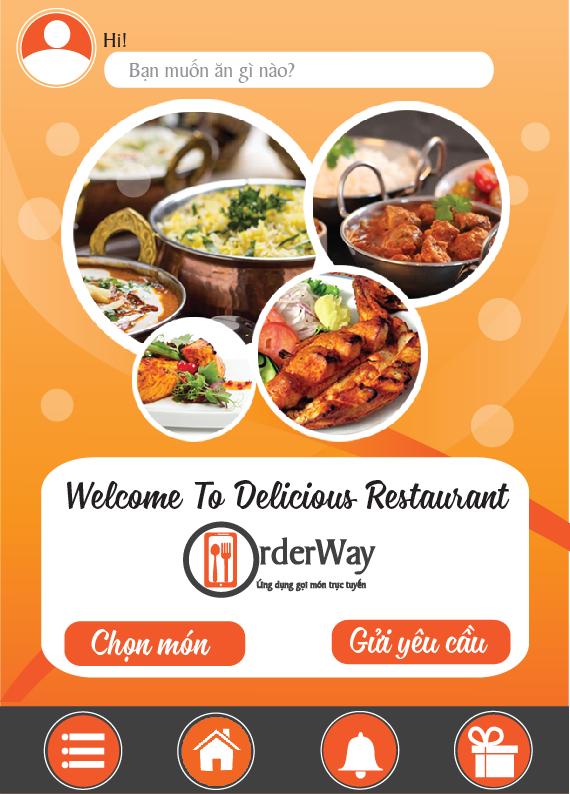 Hi!
Bạn muốn ăn gì nào?
Welcome To Delicious Restaurant
OrderWay
Ứng dụng gọi món trực tuyến
Chọn món
Gửi yêu cầu